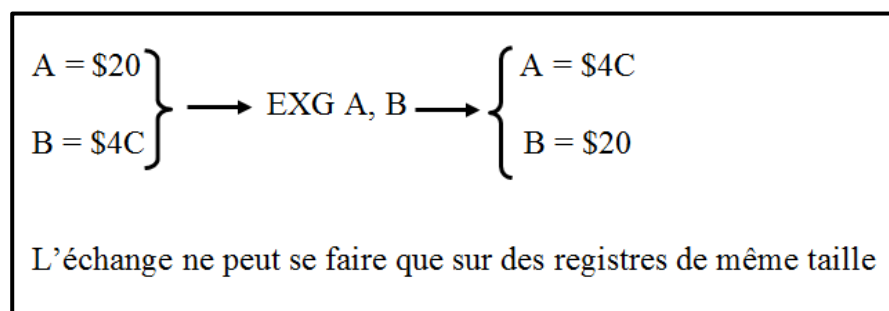 A = $20
B = $4C
EXG A, B
A = $4C
B = $20
L’échange ne peut se faire que sur des registres de même taille